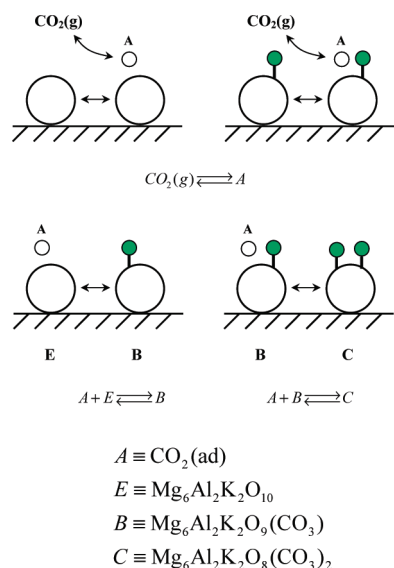 CO₂(g) CO₂(g)
A A
CO₂(g) ⇌ A
A A
E B B C
A + E ⇌ B A + B ⇌ C
A ≡ CO₂(ad)
E ≡ Mg₆Al₂K₂O₁₀
B ≡ Mg₆Al₂K₂O₉(CO₃)
C ≡ Mg₆Al₂K₂O₈(CO₃)₂